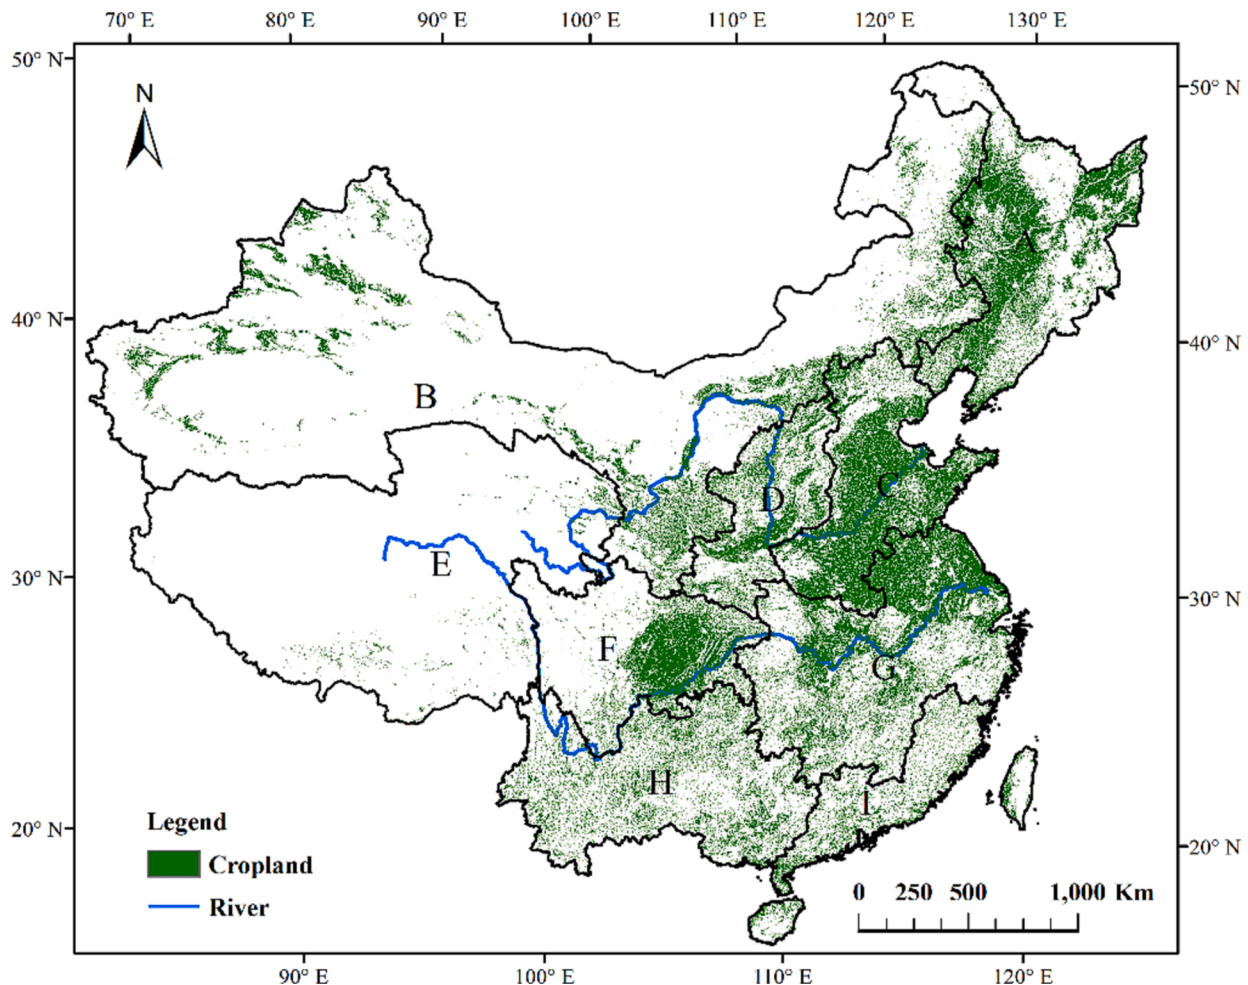 70° E 80° E 90° E 100° E 110° E 120° E 130° E
50° N
50° N
N
A
40° N
40° N
B
C
D
E
30° N
30° N
F
G
H
I
Legend
Cropland
River
20° N
20° N
0 250 500 1,000 Km
90° E 100° E 110° E 120° E